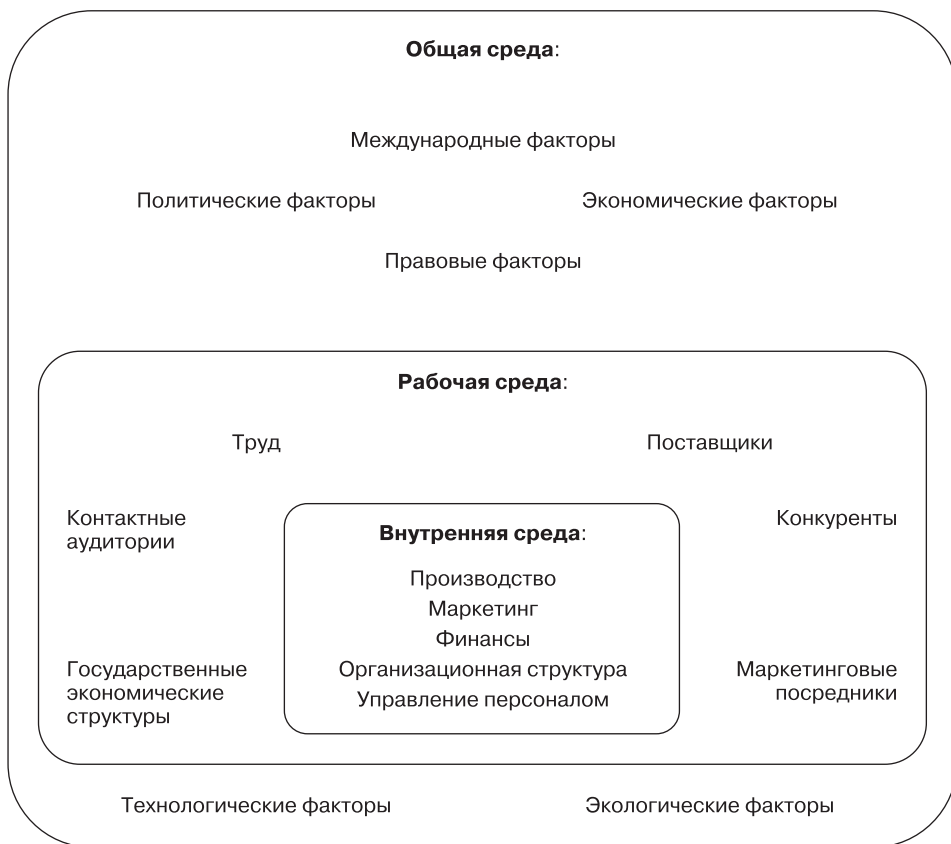 Общая среда:
Международные факторы
Политические факторы
Экономические факторы
Правовые факторы
Рабочая среда:
Труд
Поставщики
Контактные
аудитории
Конкуренты
Внутренняя среда:
Производство
Маркетинг
Финансы
Организационная структура
Управление персоналом
Государственные
экономические
структуры
Маркетинговые
посредники
Технологические факторы
Экологические факторы